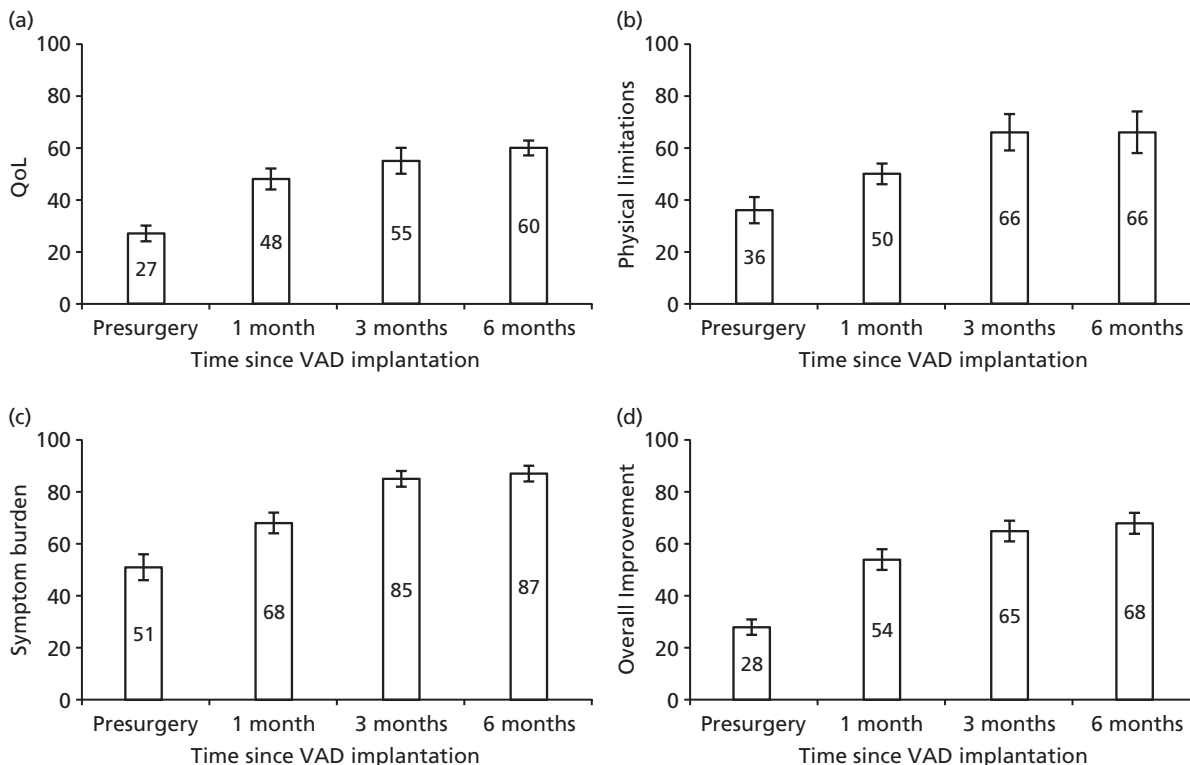 (a)
100
80
60
40
20
0
QoL
27
48
55
60
Presurgery 1 month 3 months 6 months
Time since VAD implantation
(b)
100
80
60
40
20
0
Physical limitations
36
50
66
66
Presurgery 1 month 3 months 6 months
Time since VAD implantation
(c)
100
80
60
40
20
0
Symptom burden
51
68
85
87
Presurgery 1 month 3 months 6 months
Time since VAD implantation
(d)
100
80
60
40
20
0
Overall Improvement
28
54
65
68
Presurgery 1 month 3 months 6 months
Time since VAD implantation